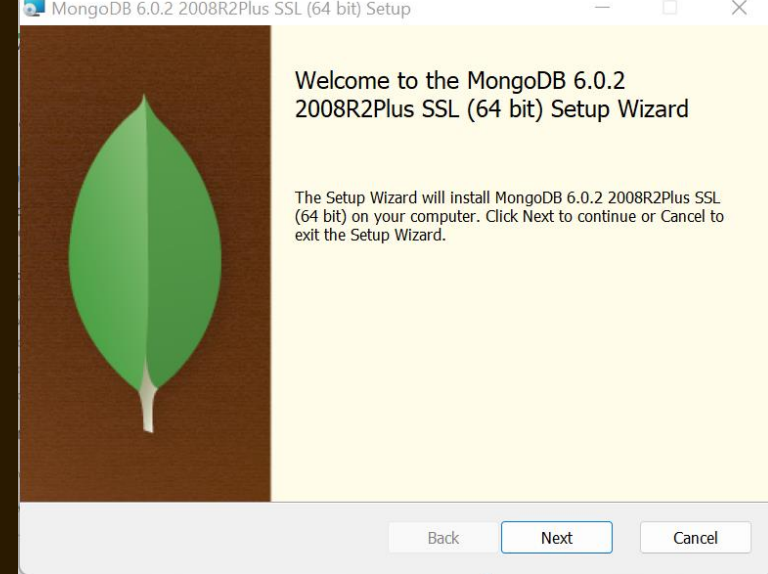 MongoDB 6.0.2 2008R2Plus SSL (64 bit) Setup
Welcome to the MongoDB 6.0.2
2008R2Plus SSL (64 bit) Setup Wizard
The Setup Wizard will install MongoDB 6.0.2 2008R2Plus SSL
(64 bit) on your computer. Click Next to continue or Cancel to
exit the Setup Wizard.
Back Next Cancel